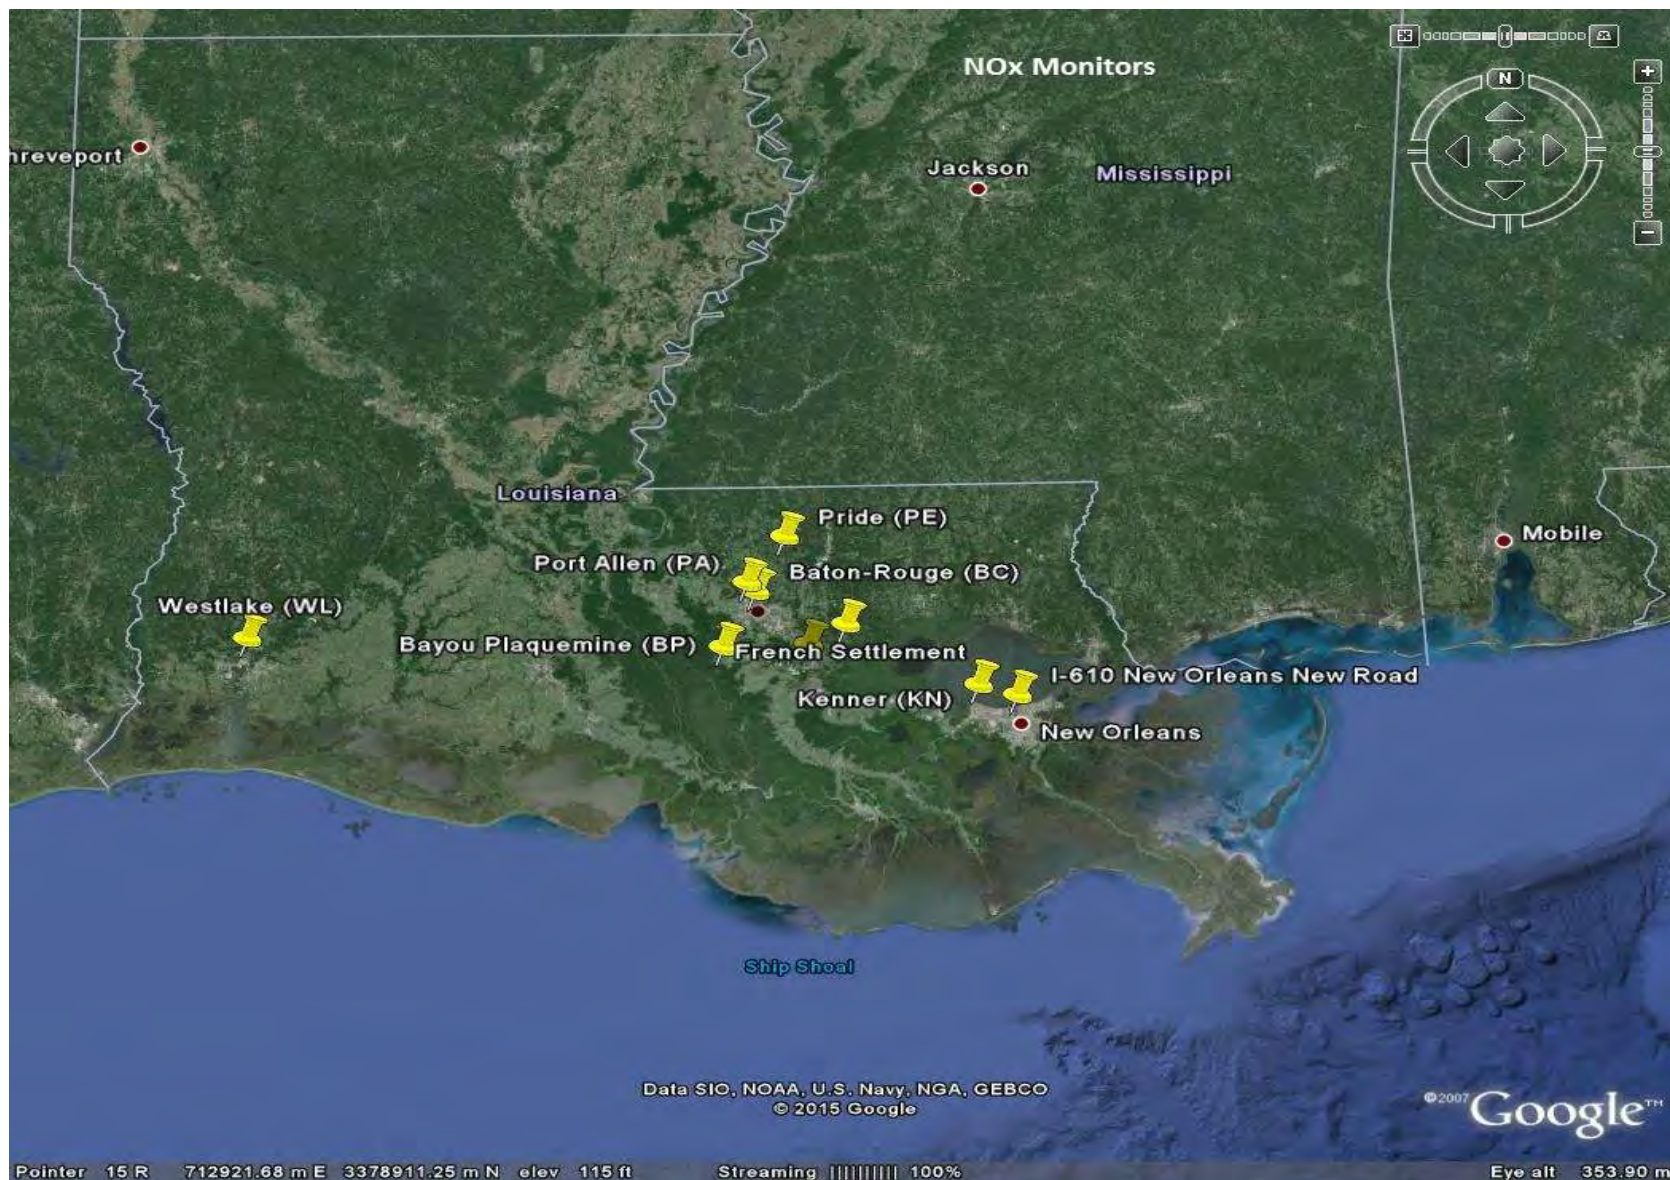 NOx Monitors
N
hreveport
Jackson
Mississippi
Louisiana
Pride (PE)
Mobile
Port Allen (PA)
Baton-Rouge (BC)
Westlake (WL)
Bayou Plaquemine (BP)
French Settlement
I-610 New Orleans New Road
Kenner (KN)
New Orleans
Ship Shoal
Data SIO, NOAA, U.S. Navy, NGA, GEBCO
© 2015 Google
©2007 Google™
Pointer 15 R 712921.68 m E 3378911.25 m N elev 115 ft Streaming |||||||||| 100% Eye alt 353.90 m